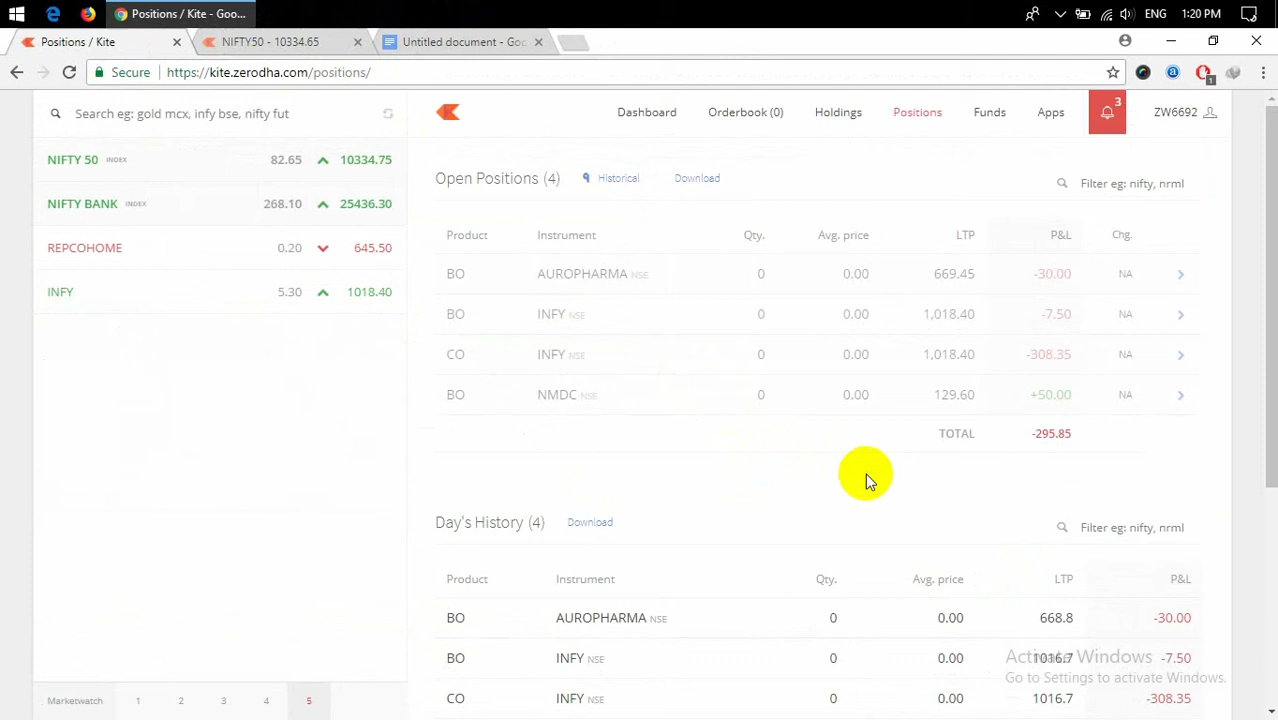 Positions / Kite - Goo...
ENG 1:20 PM
Positions / Kite
NIFTY50 - 10334.65
Untitled document - Goo
Secure https://kite.zerodha.com/positions/
1
Search eg: gold mcx, infy bse, nifty fut
Dashboard Orderbook (0) Holdings Positions Funds Apps 3 ZW6692
NIFTY 50 INDEX 82.65 10334.75
NIFTY BANK INDEX 268.10 25436.30
REPCOHOME 0.20 645.50
INFY 5.30 1018.40
Open Positions (4) Historical Download Filter eg: nifty, nrml
Product Instrument Qty. Avg. price LTP P&L Chg.
BO AUROPHARMA NSE 0 0.00 669.45 -30.00 NA
BO INFY NSE 0 0.00 1,018.40 -7.50 NA
CO INFY NSE 0 0.00 1,018.40 -308.35 NA
BO NMDC NSE 0 0.00 129.60 +50.00 NA
TOTAL -295.85
Day's History (4) Download Filter eg: nifty, nrml
Product Instrument Qty. Avg. price LTP P&L
BO AUROPHARMA NSE 0 0.00 668.8 -30.00
BO INFY NSE 0 0.00 1016.7 -7.50
CO INFY NSE 0 0.00 1016.7 -308.35
Activate Windows
Go to Settings to activate Windows.
Marketwatch 1 2 3 4 5